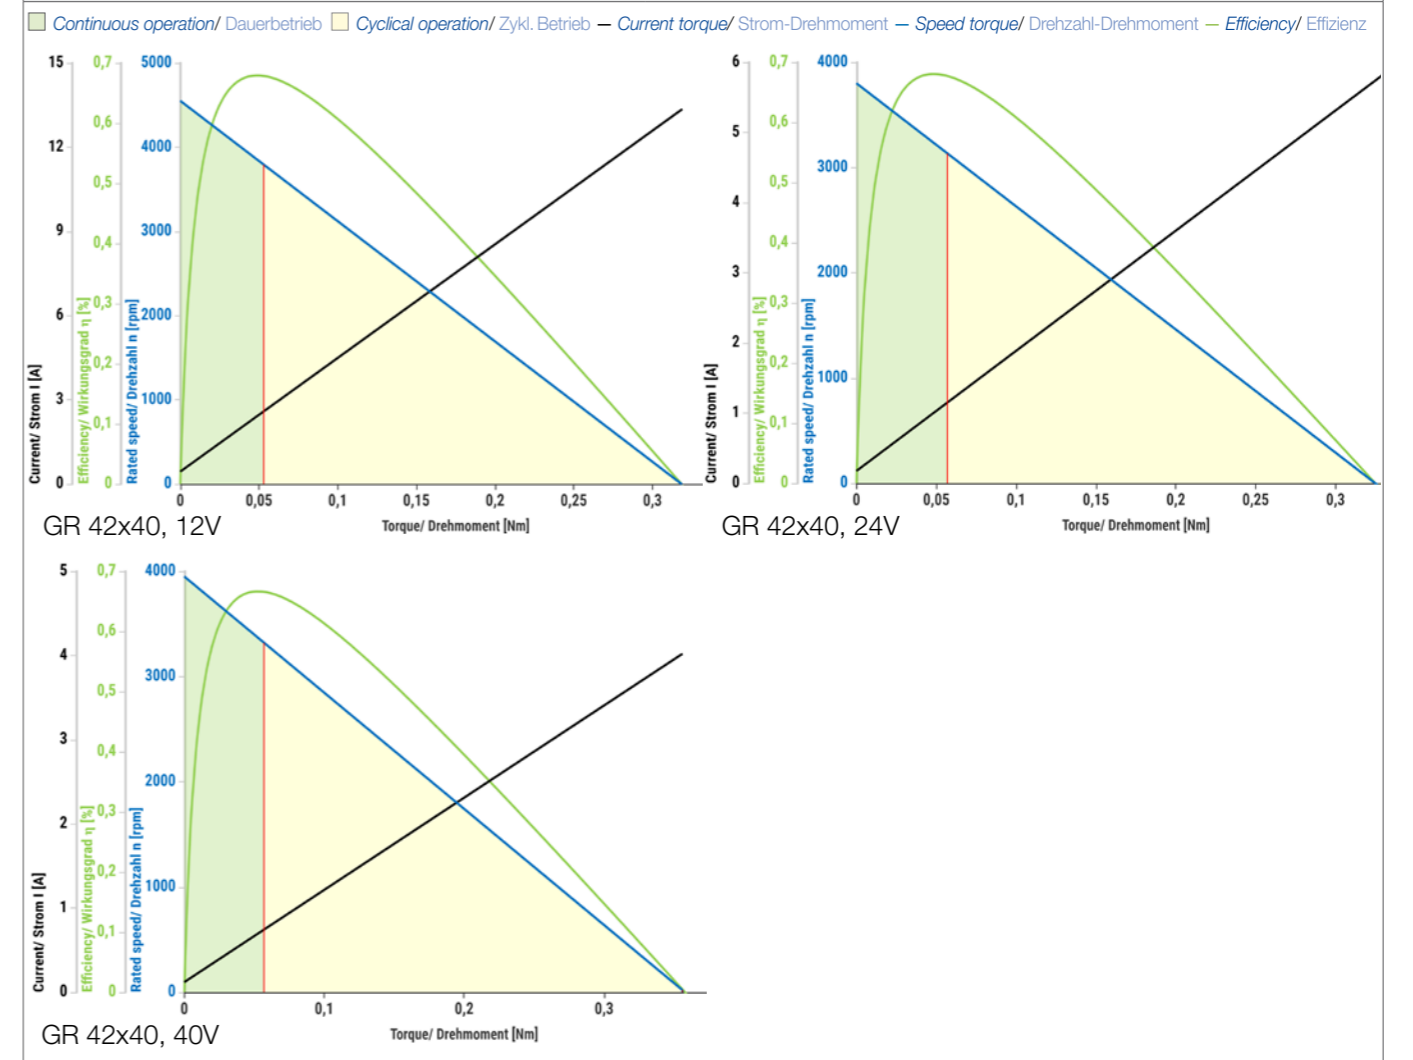 Continuous operation/ Dauerbetrieb Cyclical operation/ Zykl. Betrieb Current torque/ Strom-Drehmoment Speed torque/ Drehzahl-Drehmoment Efficiency/ Effizienz
15 0,7 5000
0,6
12 4000
0,5
9 0,4 3000
6 0,3 2000
0,2
3 1000
0,1
0 0 0
Current/ Strom I [A]
Efficiency/ Wirkungsgrad η [%]
Rated speed/ Drehzahl n [rpm]
0 0,05 0,1 0,15 0,2 0,25 0,3
Torque/ Drehmoment [Nm]
GR 42x40, 12V
6 0,7 4000
0,6
5
3000
0,5
4
0,4
3 2000
0,3
2
0,2
1000
1 0,1
0 0 0
Current/ Strom I [A]
Efficiency/ Wirkungsgrad η [%]
Rated speed/ Drehzahl n [rpm]
0 0,05 0,1 0,15 0,2 0,25 0,3
Torque/ Drehmoment [Nm]
GR 42x40, 24V
5 0,7 4000
0,6
4
3000
0,5
3 0,4
2000
0,3
2
0,2
1000
1
0,1
0 0 0
Current/ Strom I [A]
Efficiency/ Wirkungsgrad η [%]
Rated speed/ Drehzahl n [rpm]
0 0,1 0,2 0,3
Torque/ Drehmoment [Nm]
GR 42x40, 40V